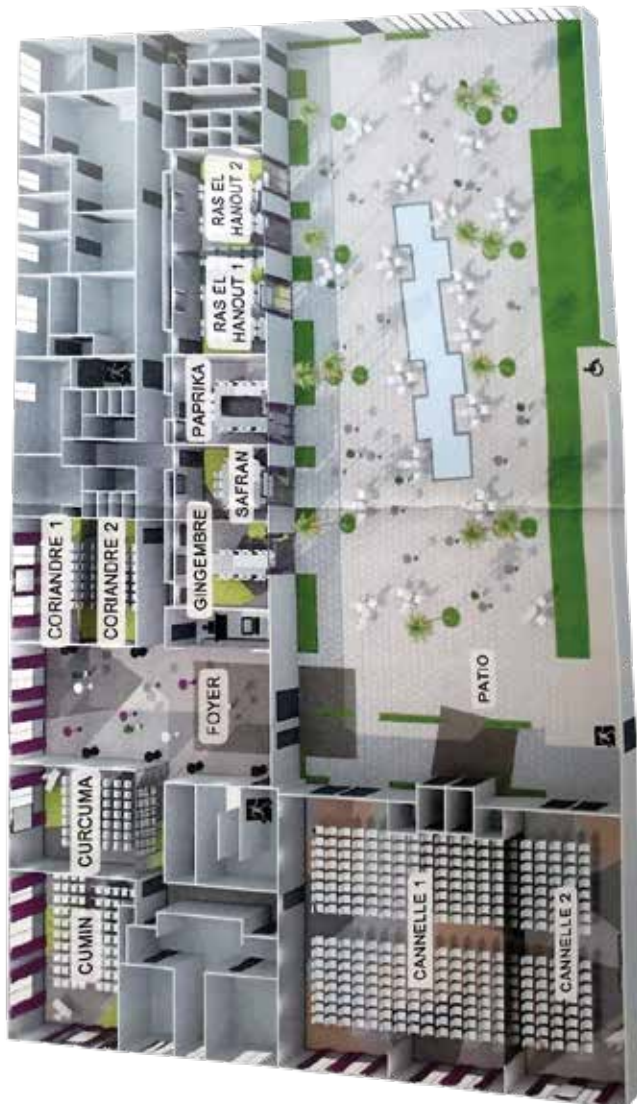 RAS EL
HANOUT 2
RAS EL
HANOUT 1
PAPRIKA
SAFRAN
GINGEMBRE
CORIANDRE 1
CORIANDRE 2
FOYER
PATIO
CURCUMA
CUMIN
CANNELLE 1
CANNELLE 2